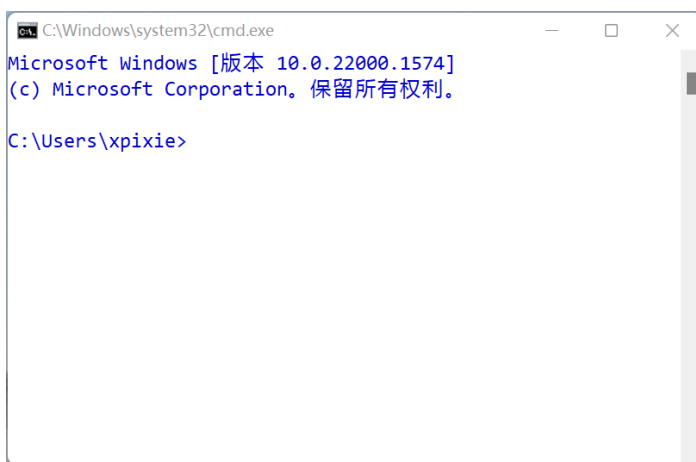 C:\Windows\system32\cmd.exe
Microsoft Windows [版本 10.0.22000.1574]
(c) Microsoft Corporation。保留所有权利。
C:\Users\xpixie>